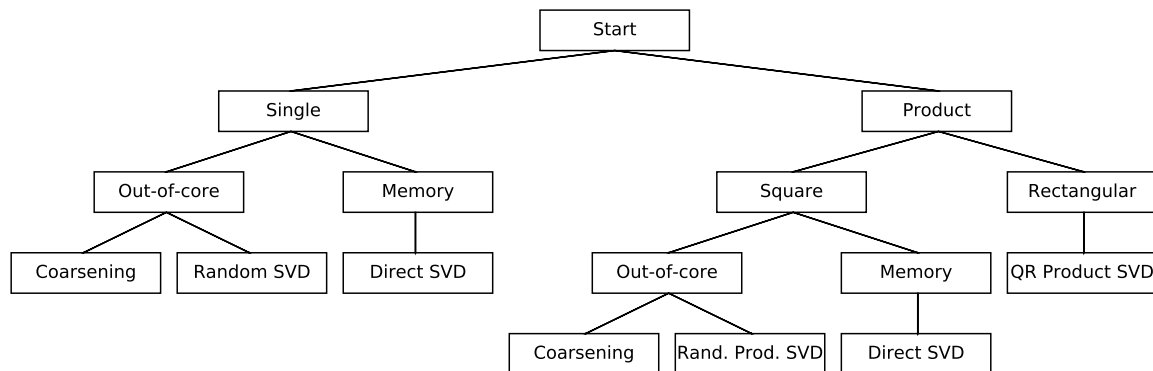 Start
Single
Product
Out-of-core
Memory
Square
Rectangular
Coarsening
Random SVD
Direct SVD
Out-of-core
Memory
QR Product SVD
Coarsening
Rand. Prod. SVD
Direct SVD